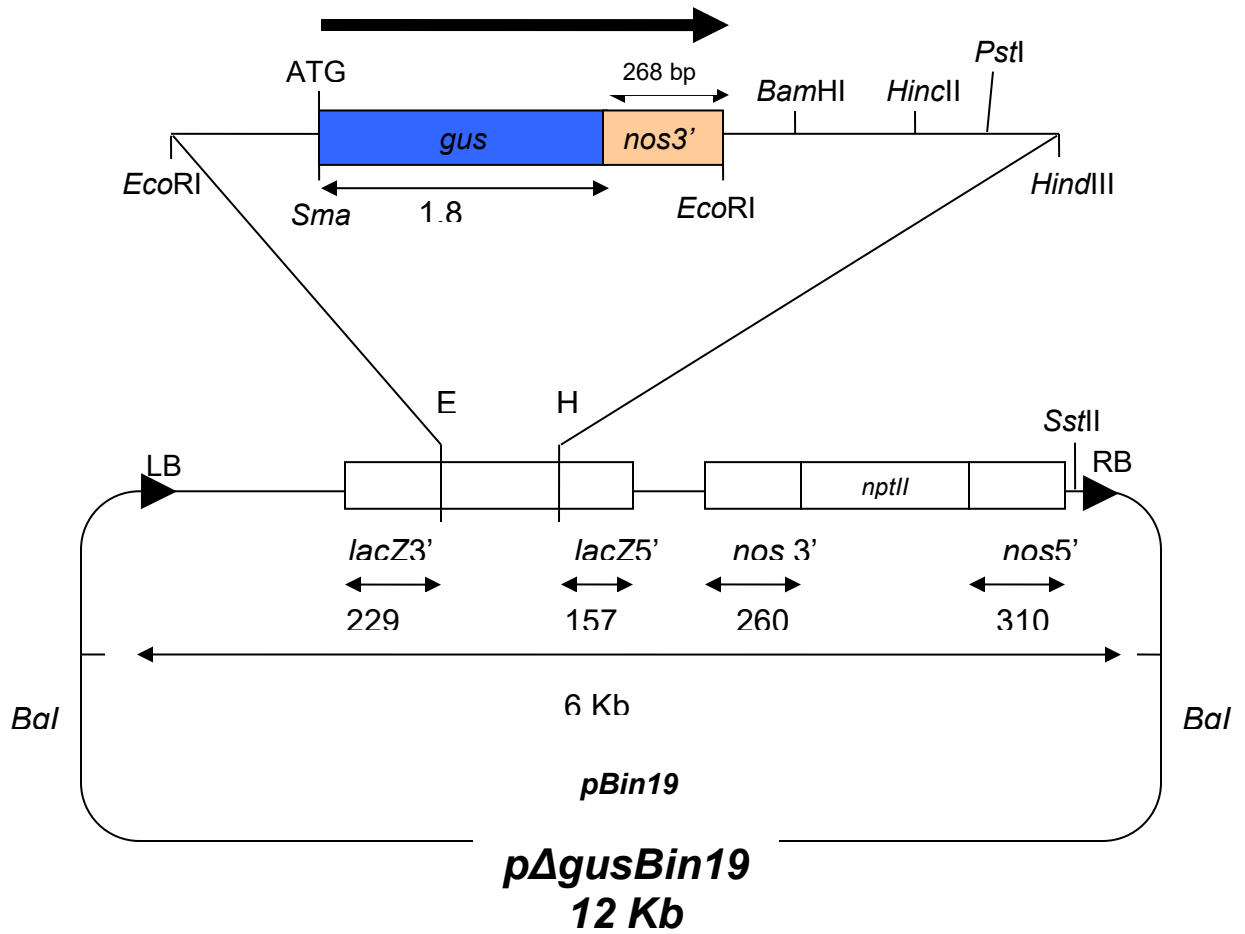 ATG
268 bp
PstI
BamHI
HincII
gus
nos3’
EcoRI
Sma
1.8
EcoRI
HindIII
E
H
SstII
LB
RB
nptII
lacZ3’
lacZ5’
nos 3’
nos5’
229
157
260
310
6 Kb
BgI
BgI
pBin19
pΔgusBin19
12 Kb